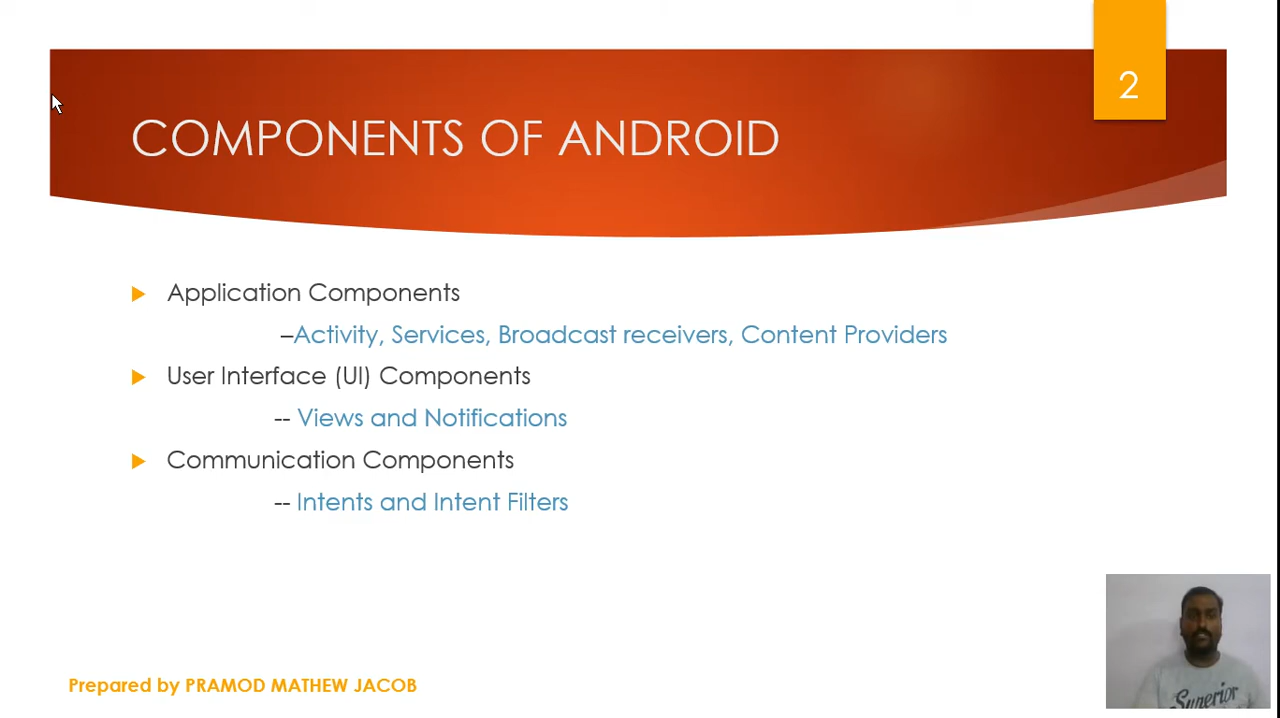 2
COMPONENTS OF ANDROID
Application Components
–Activity, Services, Broadcast receivers, Content Providers
User Interface (UI) Components
-- Views and Notifications
Communication Components
-- Intents and Intent Filters
Prepared by PRAMOD MATHEW JACOB
Superior